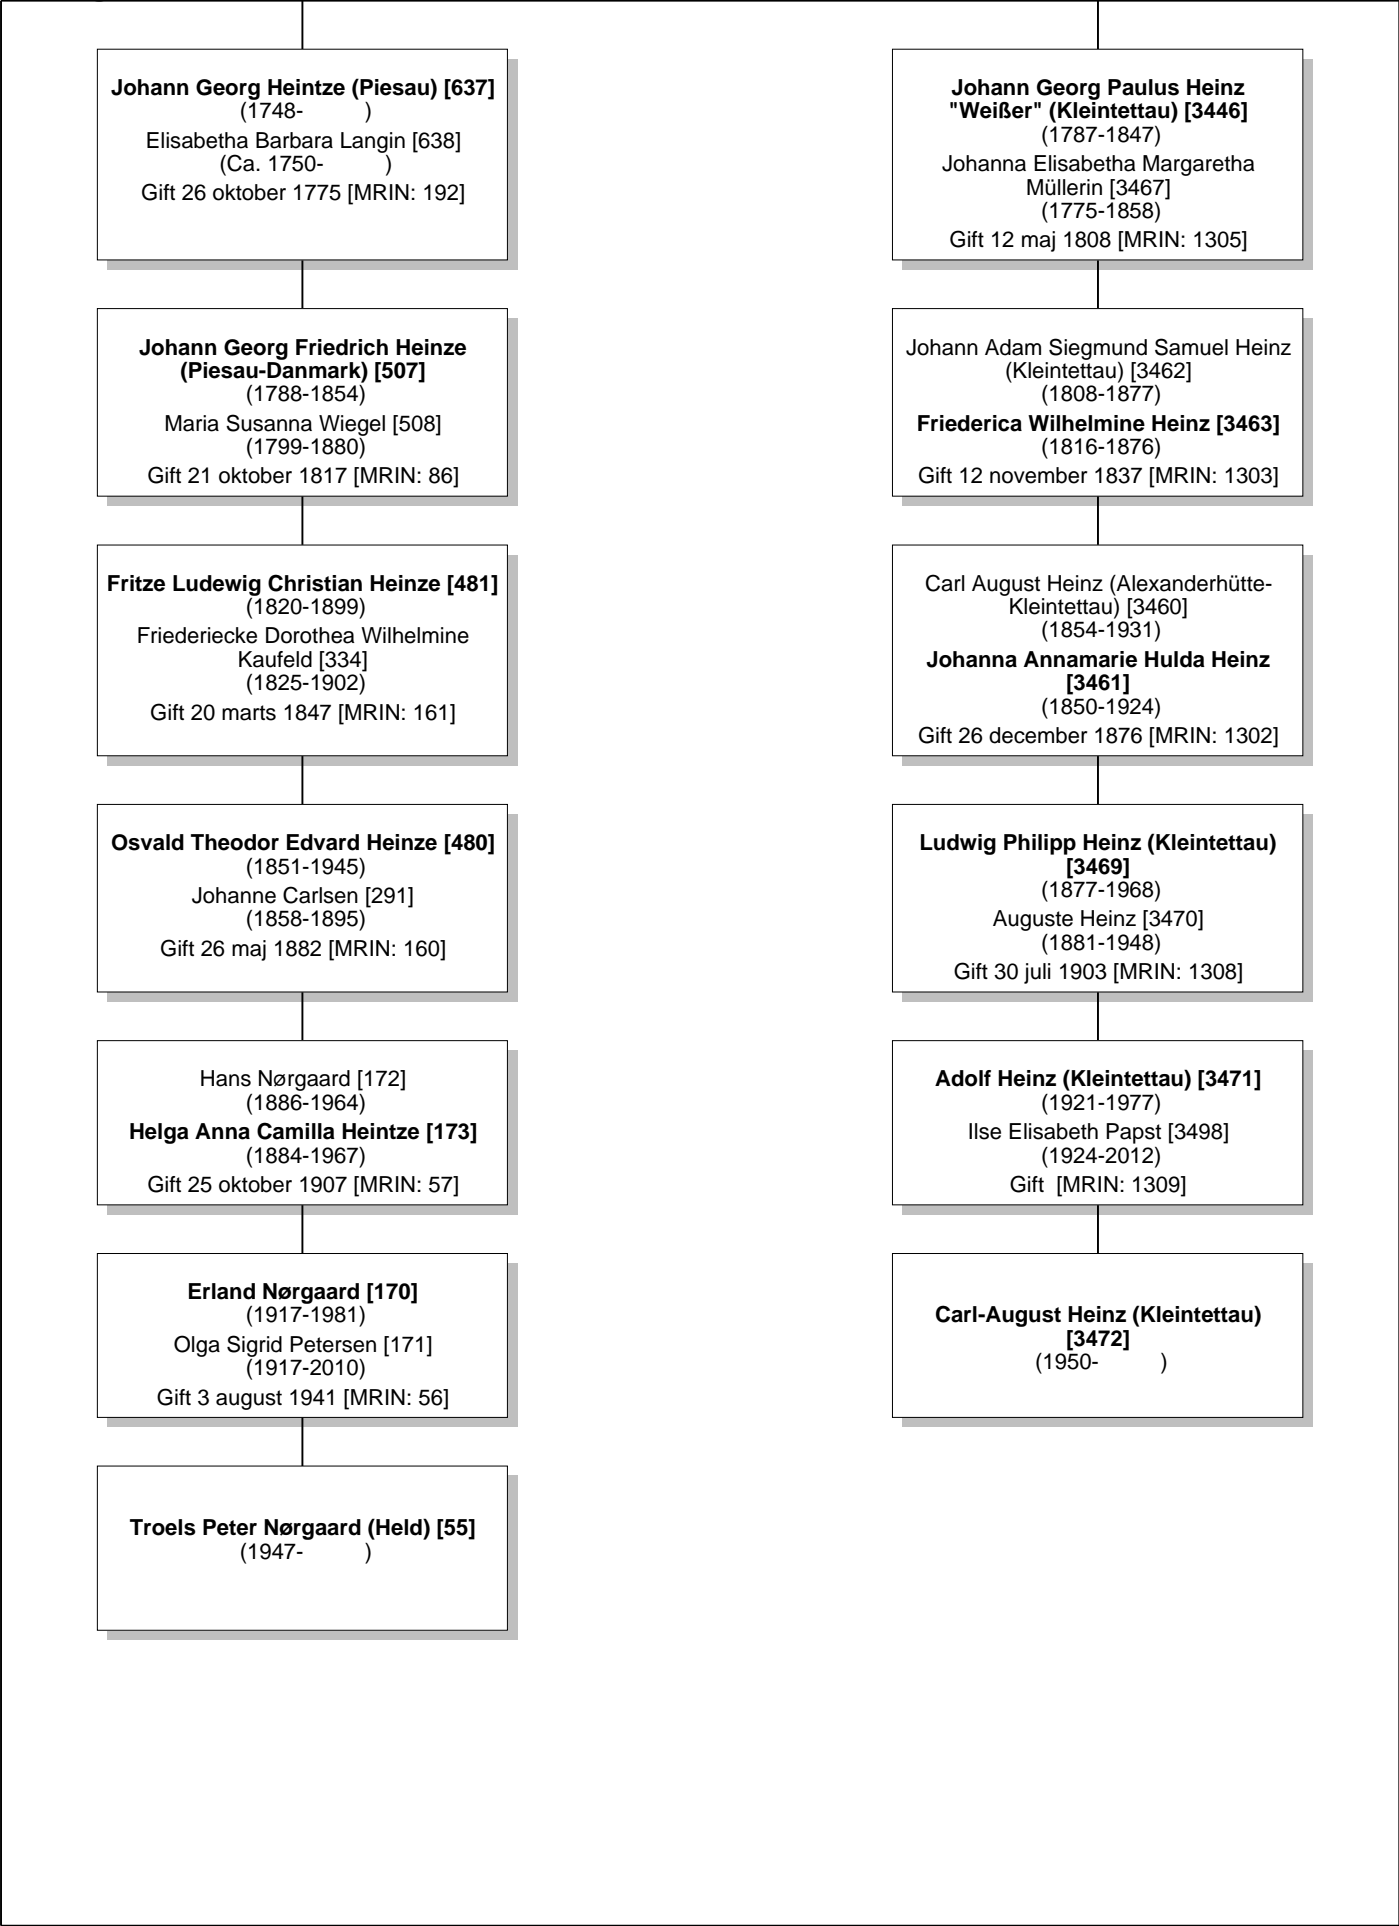 Johann Georg Heintze (Piesau) [637]
(1748- )
Elisabetha Barbara Langin [638]
(Ca. 1750- )
Gift 26 oktober 1775 [MRIN: 192]
Johann Georg Friedrich Heinze
(Piesau-Danmark) [507]
(1788-1854)
Maria Susanna Wiegel [508]
(1799-1880)
Gift 21 oktober 1817 [MRIN: 86]
Fritze Ludewig Christian Heinze [481]
(1820-1899)
Friederiecke Dorothea Wilhelmine
Kaufeld [334]
(1825-1902)
Gift 20 marts 1847 [MRIN: 161]
Osvald Theodor Edvard Heinze [480]
(1851-1945)
Johanne Carlsen [291]
(1858-1895)
Gift 26 maj 1882 [MRIN: 160]
Hans Nørgaard [172]
(1886-1964)
Helga Anna Camilla Heintze [173]
(1884-1967)
Gift 25 oktober 1907 [MRIN: 57]
Erland Nørgaard [170]
(1917-1981)
Olga Sigrid Petersen [171]
(1917-2010)
Gift 3 august 1941 [MRIN: 56]
Troels Peter Nørgaard (Held) [55]
(1947- )
Johann Georg Paulus Heinz
"Weißer" (Kleintettau) [3446]
(1787-1847)
Johanna Elisabetha Margaretha
Müllerin [3467]
(1775-1858)
Gift 12 maj 1808 [MRIN: 1305]
Johann Adam Siegmund Samuel Heinz
(Kleintettau) [3462]
(1808-1877)
Friederica Wilhelmine Heinz [3463]
(1816-1876)
Gift 12 november 1837 [MRIN: 1303]
Carl August Heinz (Alexanderhütte-
Kleintettau) [3460]
(1854-1931)
Johanna Annamarie Hulda Heinz
[3461]
(1850-1924)
Gift 26 december 1876 [MRIN: 1302]
Ludwig Philipp Heinz (Kleintettau)
[3469]
(1877-1968)
Auguste Heinz [3470]
(1881-1948)
Gift 30 juli 1903 [MRIN: 1308]
Adolf Heinz (Kleintettau) [3471]
(1921-1977)
Ilse Elisabeth Papst [3498]
(1924-2012)
Gift  [MRIN: 1309]
Carl-August Heinz (Kleintettau)
[3472]
(1950- )